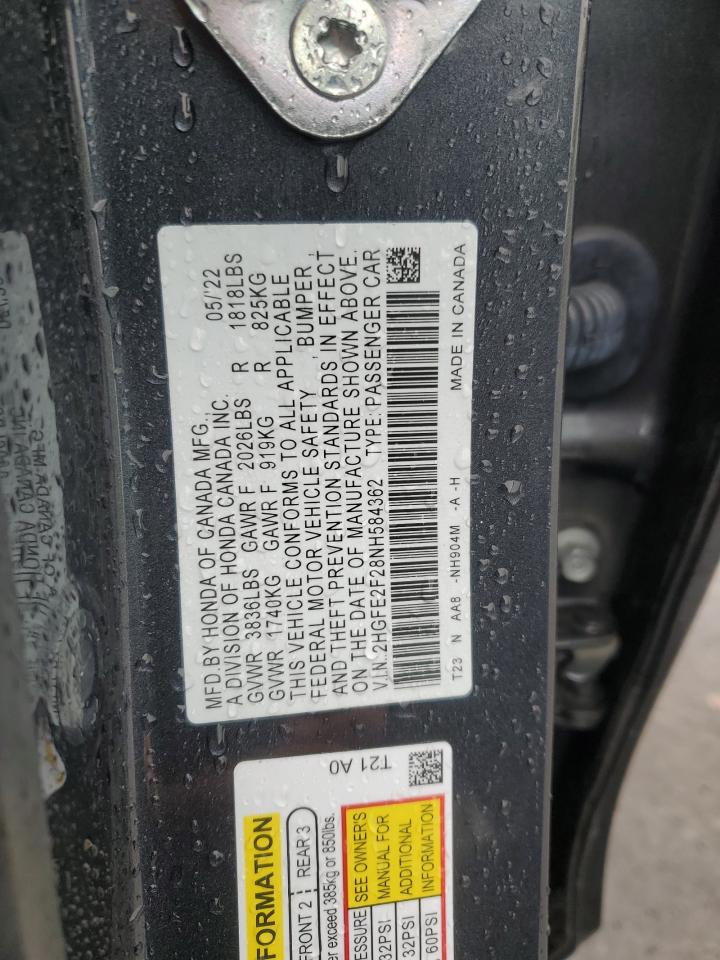 MFD.BY HONDA OF CANADA MFG.,
A DIVISION OF HONDA CANADA INC. 05/'22
GVWR 3836LBS GAWR F 2026LBS R 1818LBS
GVWR 1740KG GAWR F 919KG R 825KG
THIS VEHICLE CONFORMS TO ALL APPLICABLE
FEDERAL MOTOR VEHICLE SAFETY , BUMPER ,
AND THEFT PREVENTION STANDARDS IN EFFECT
ON THE DATE OF MANUFACTURE SHOWN ABOVE.
V.I.N. 2HGFE2F28NH584362 TYPE: PASSENGER CAR
T23 N AA8 -NH904M -A -H MADE IN CANADA
FORMATION
FRONT 2 REAR 3
exceed 385kg or 850lbs.
SEE OWNER'S
MANUAL FOR
ADDITIONAL
INFORMATION
32PSI
32PSI
60PSI
T21 A0